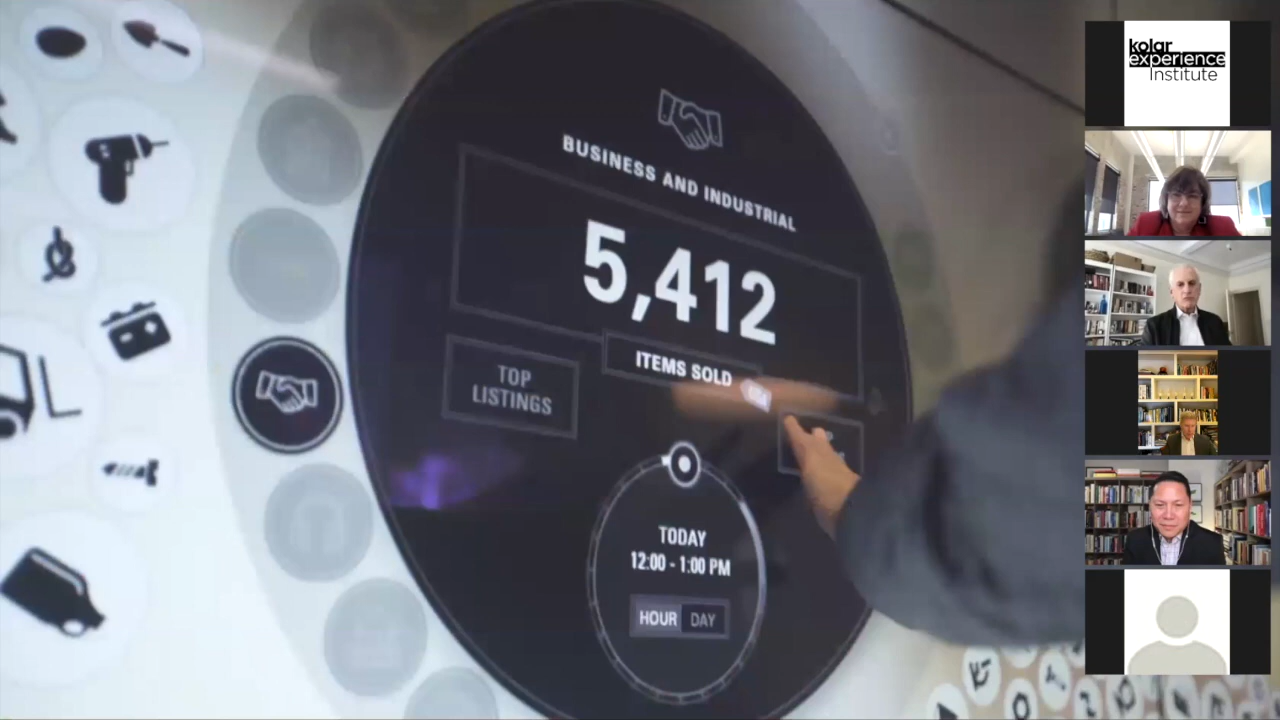 BUSINESS AND INDUSTRIAL
5,412
ITEMS SOLD
TOP
LISTINGS
TODAY
12:00 - 1:00 PM
HOUR DAY
kolar
experience
Institute